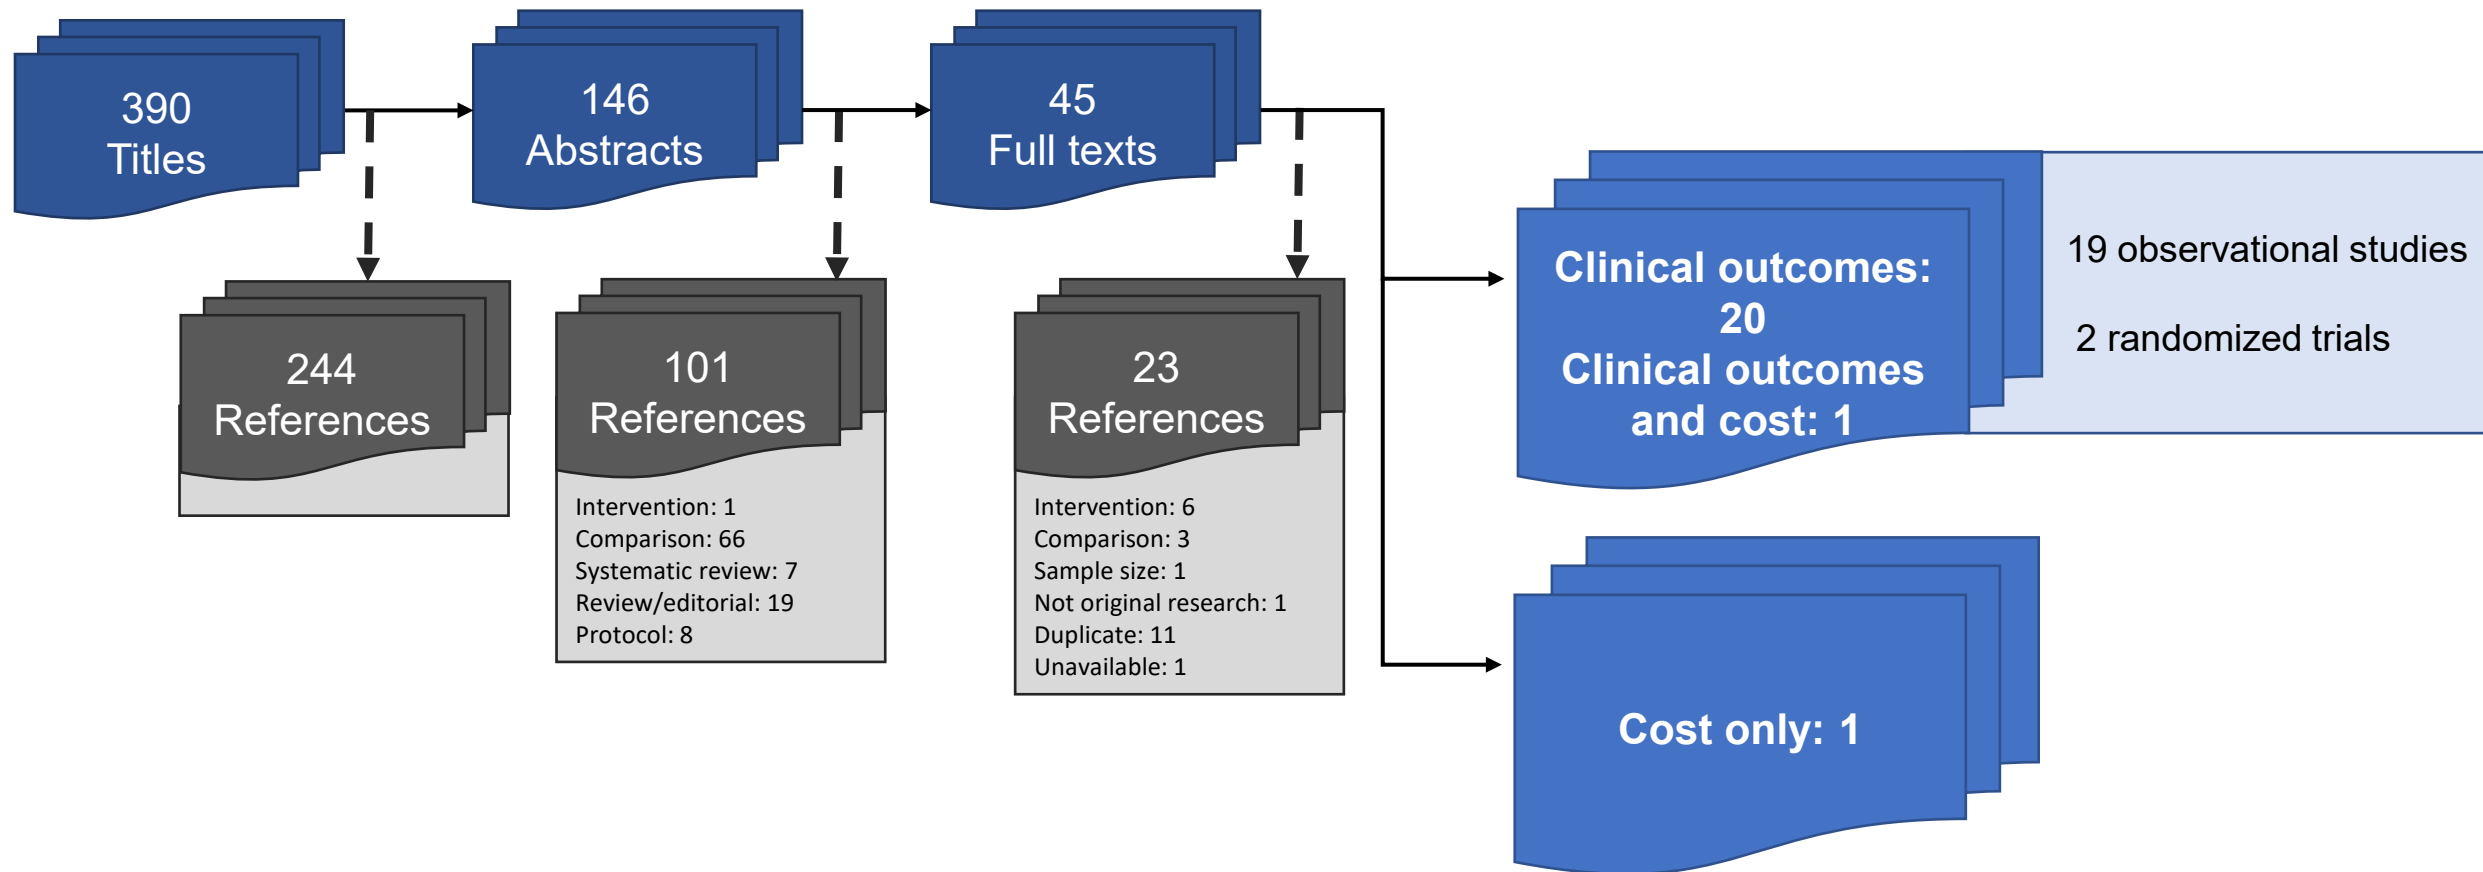 390
Titles
146
Abstracts
45
Full texts
244
References
101
References
Intervention: 1
Comparison: 66
Systematic review: 7
Review/editorial: 19
Protocol: 8
23
References
Intervention: 6
Comparison: 3
Sample size: 1
Not original research: 1
Duplicate: 11
Unavailable: 1
Clinical outcomes:
20
Clinical outcomes
and cost: 1
19 observational studies
2 randomized trials
Cost only: 1